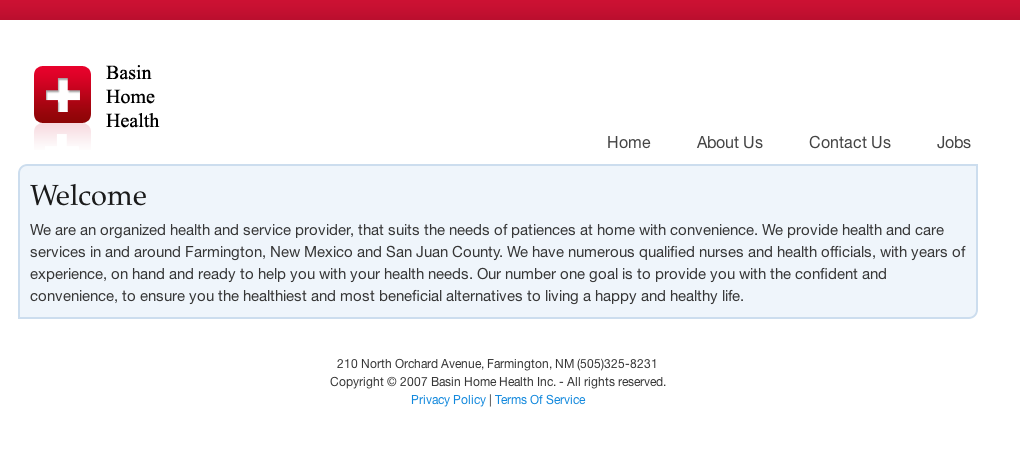 Basin
Home
Health
Home About Us Contact Us Jobs
Welcome
We are an organized health and service provider, that suits the needs of patiences at home with convenience. We provide health and care
services in and around Farmington, New Mexico and San Juan County. We have numerous qualified nurses and health officials, with years of
experience, on hand and ready to help you with your health needs. Our number one goal is to provide you with the confident and
convenience, to ensure you the healthiest and most beneficial alternatives to living a happy and healthy life.
210 North Orchard Avenue, Farmington, NM (505)325-8231
Copyright © 2007 Basin Home Health Inc. - All rights reserved.
Privacy Policy | Terms Of Service